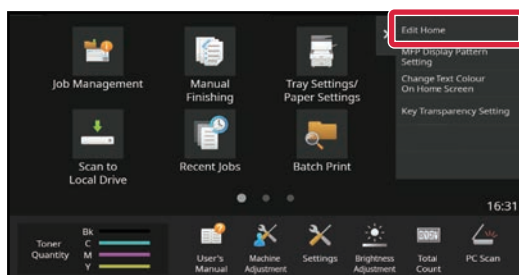 Edit Home
MFP Display Pattern
Setting
Change Text Colour
On Home Screen
Key Transparency Setting
Job Management
Manual
Finishing
Tray Settings/
Paper Settings
Scan to
Local Drive
Recent Jobs
Batch Print
16:31
Toner
Quantity
Bk
C
M
Y
User's
Manual
Machine
Adjustment
Settings
Brightness
Adjustment
Total
Count
PC Scan